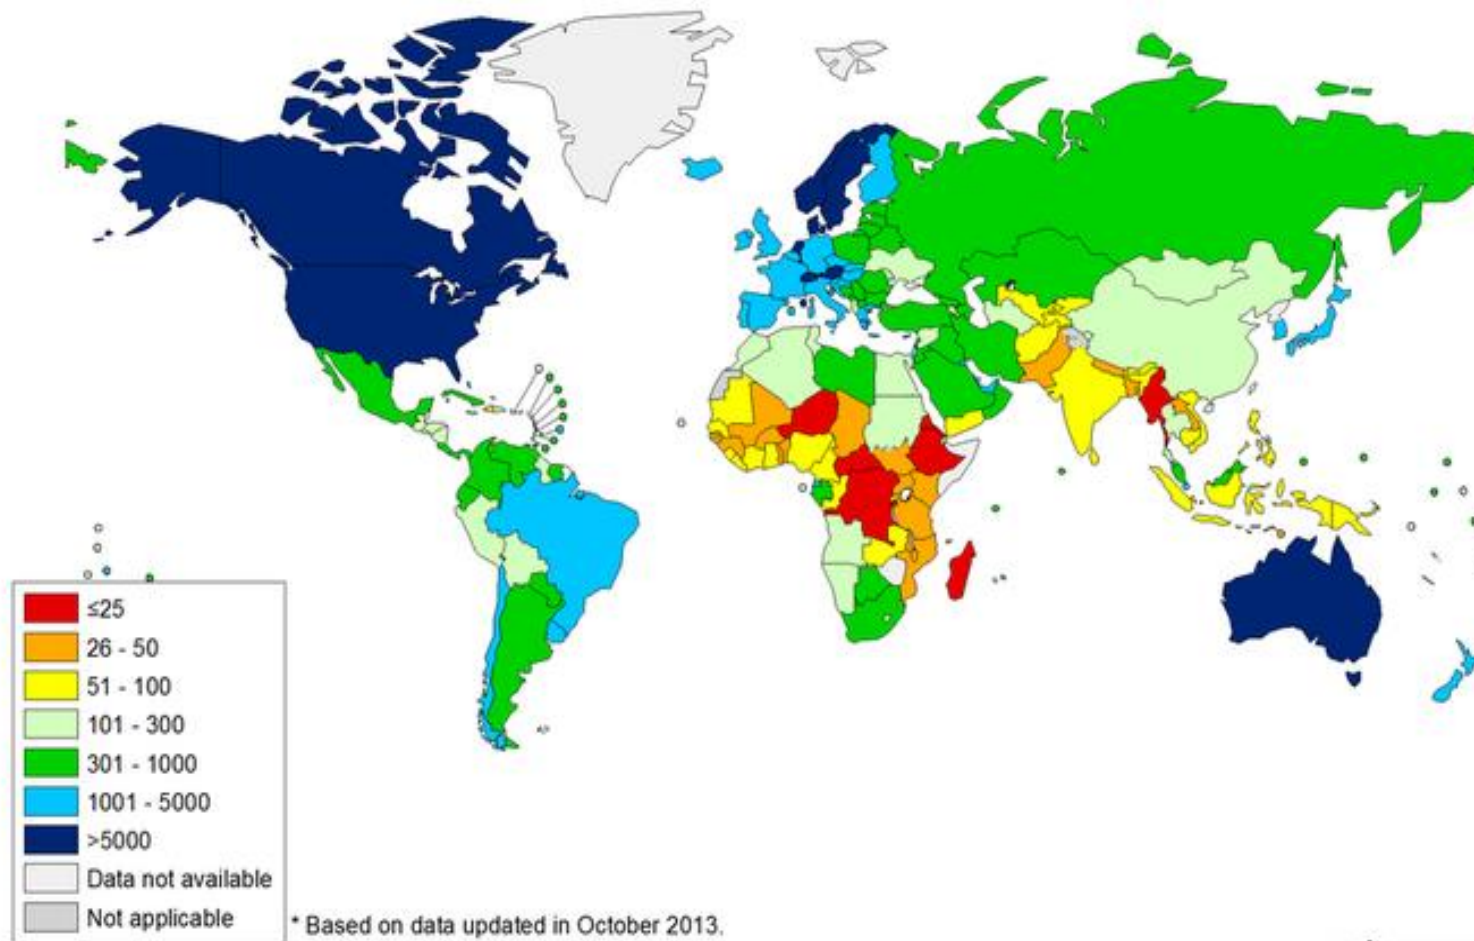 ≤25
26 - 50
51 - 100
101 - 300
301 - 1000
1001 - 5000
>5000
Data not available
Not applicable
* Based on data updated in October 2013.